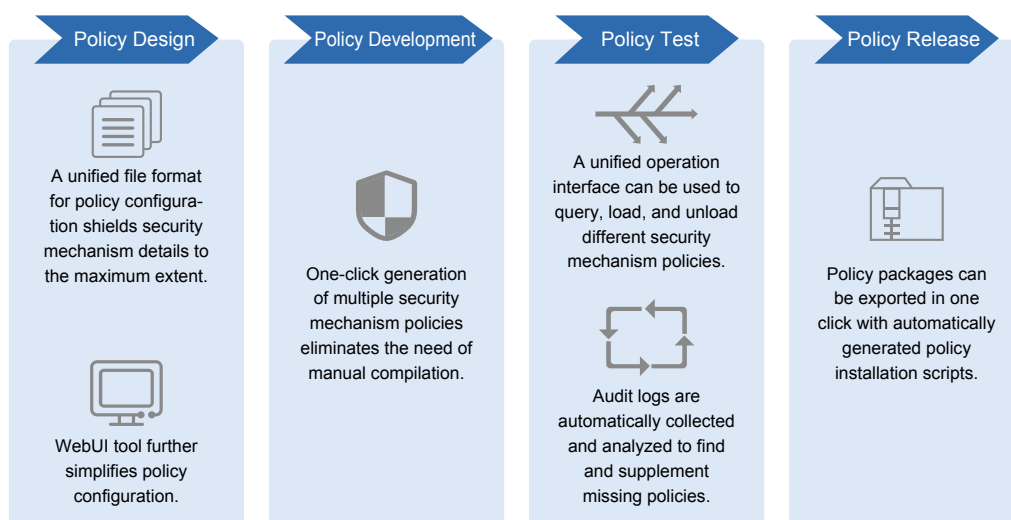 Policy Design
A unified file format
for policy configura-
tion shields security
mechanism details to
the maximum extent.
WebUI tool further
simplifies policy
configuration.
Policy Development
One-click generation
of multiple security
mechanism policies
eliminates the need of
manual compilation.
Policy Test
A unified operation
interface can be used to
query, load, and unload
different security
mechanism policies.
Audit logs are
automatically collected
and analyzed to find
and supplement
missing policies.
Policy Release
Policy packages can
be exported in one
click with automatically
generated policy
installation scripts.